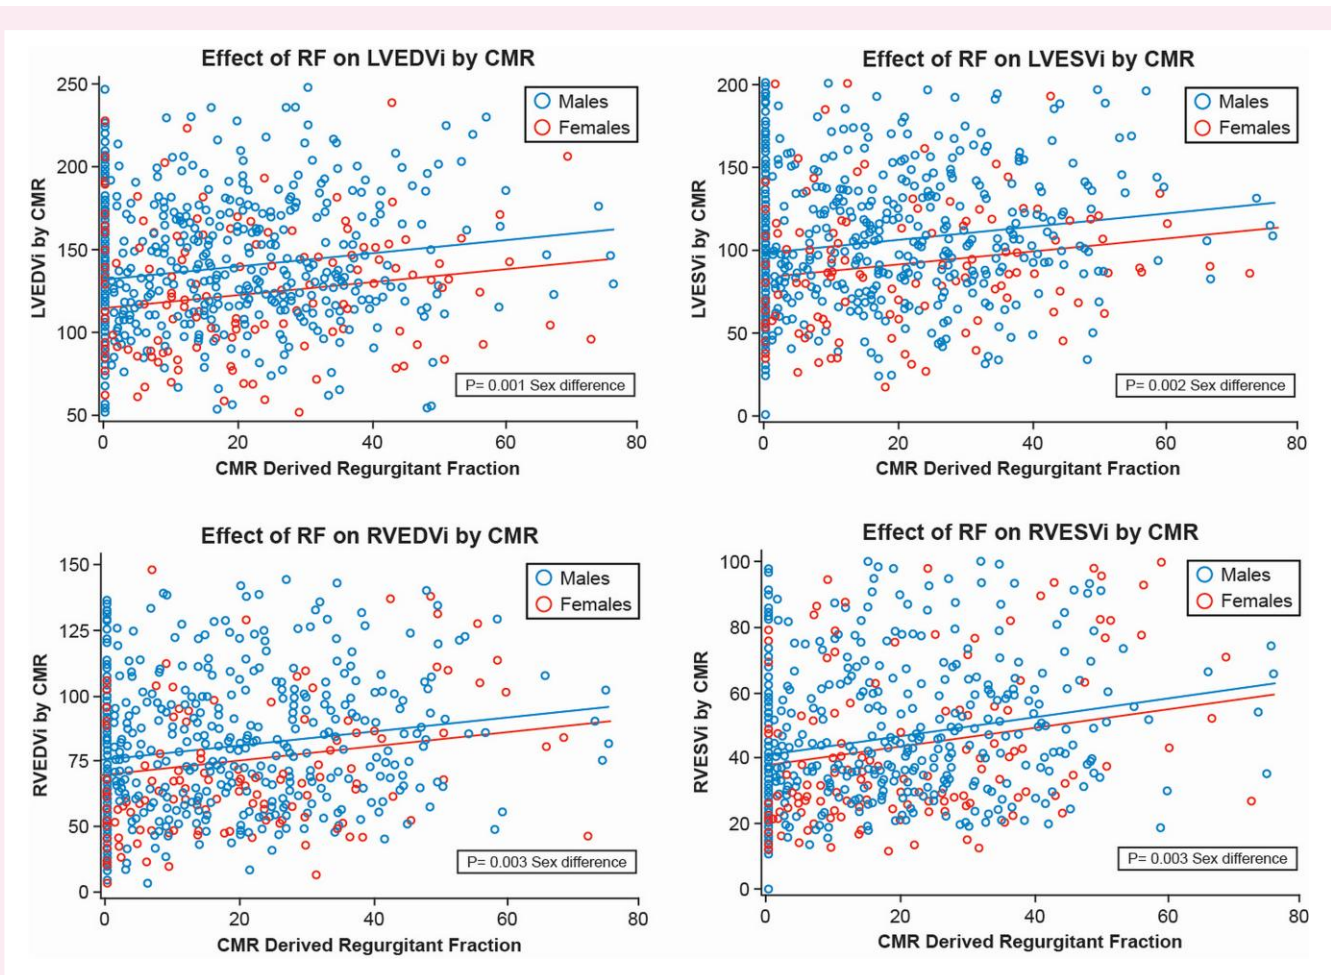 Effect of RF on LVEDVi by CMR
LVEDVi by CMR
250
200
150
100
50
Males
Females
P= 0.001 Sex difference
0 20 40 60 80
CMR Derived Regurgitant Fraction
Effect of RF on LVESVi by CMR
LVESVi by CMR
200
150
100
50
0
Males
Females
P= 0.002 Sex difference
0 20 40 60 80
CMR Derived Regurgitant Fraction
Effect of RF on RVEDVi by CMR
RVEDVi by CMR
150
125
100
75
50
0
Males
Females
P= 0.003 Sex difference
0 20 40 60 80
CMR Derived Regurgitant Fraction
Effect of RF on RVESVi by CMR
RVESVi by CMR
100
80
60
40
20
0
Males
Females
P= 0.003 Sex difference
0 20 40 60 80
CMR Derived Regurgitant Fraction